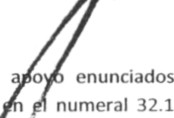 apoyo enunciados
en el numeral 32.1